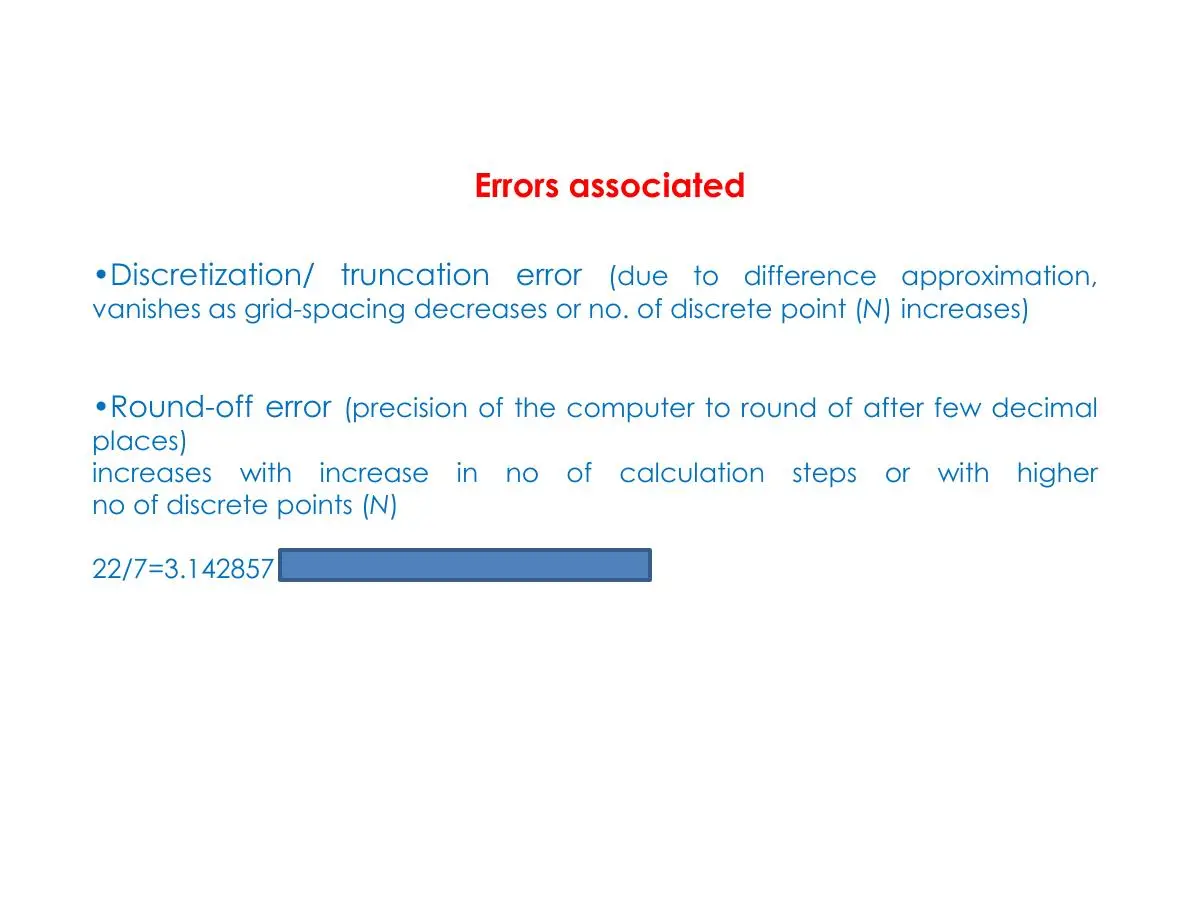 Errors associated
•Discretization/ truncation error (due to difference approximation,
vanishes as grid-spacing decreases or no. of discrete point (N) increases)
•Round-off error (precision of the computer to round of after few decimal
places)
increases with increase in no of calculation steps or with higher
no of discrete points (N)
22/7=3.142857